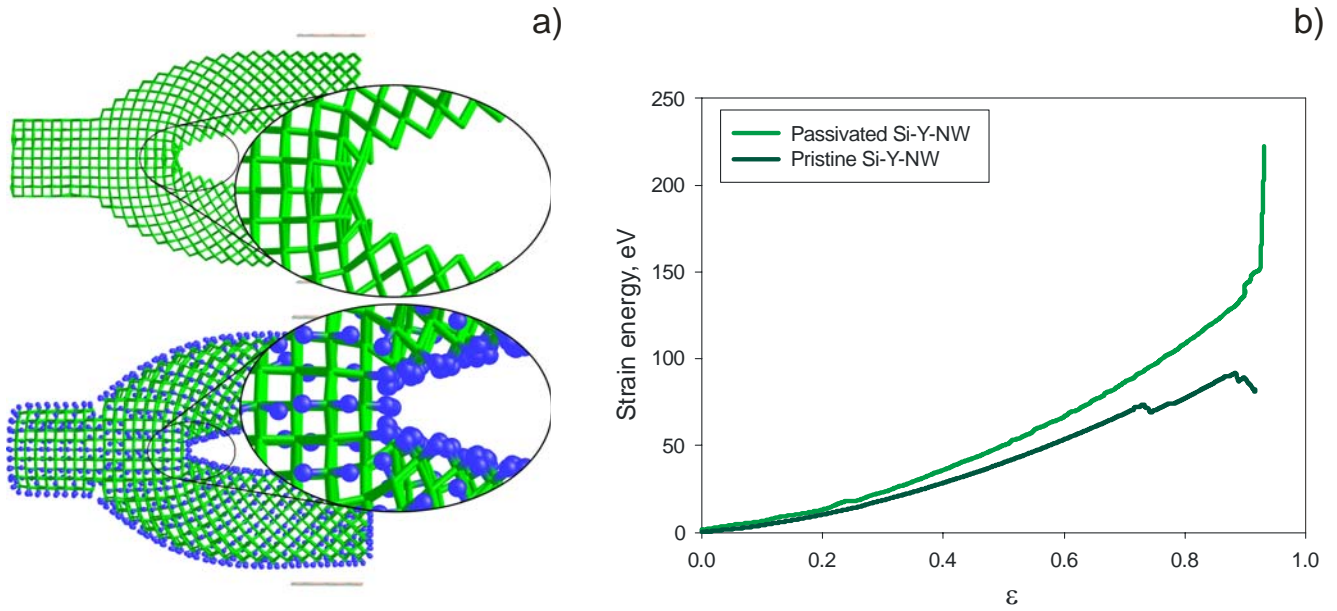 a)
b)
250
200
150
100
50
0
Strain energy, eV
Passivated Si-Y-NW
Pristine Si-Y-NW
0.0 0.2 0.4 0.6 0.8 1.0
ε